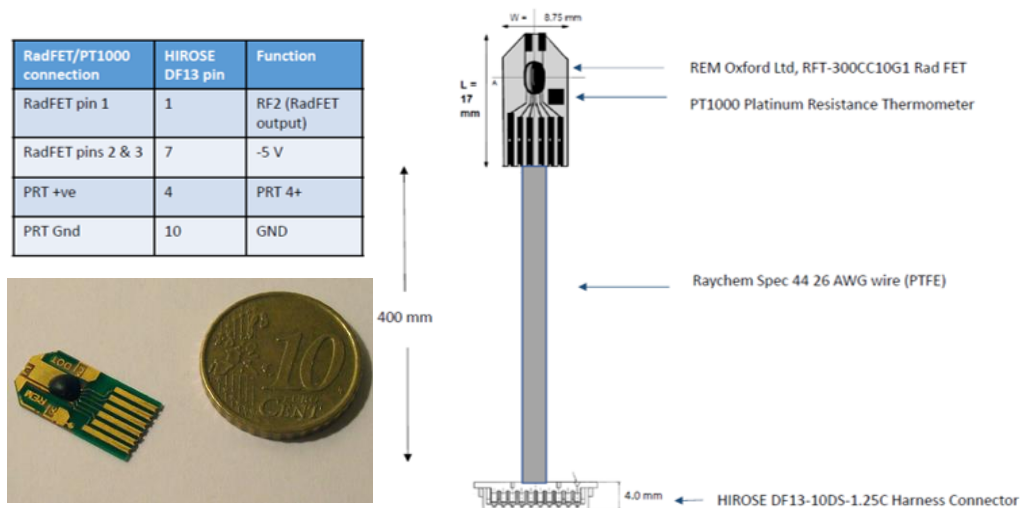 RadFET/PT1000 connection HIROSE DF13 pin Function
RadFET pin 1 1 RF2 (RadFET output)
RadFET pins 2 & 3 7 -5 V
PRT +ve 4 PRT 4+
PRT Gnd 10 GND
W = 8.75 mm
L = 17 mm
A
REM Oxford Ltd, RFT-300CC10G1 Rad FET
PT1000 Platinum Resistance Thermometer
400 mm
Raychem Spec 44 26 AWG wire (PTFE)
4.0 mm
HIROSE DF13-10DS-1.25C Harness Connector
DOT
REM
10
EURO
CENT